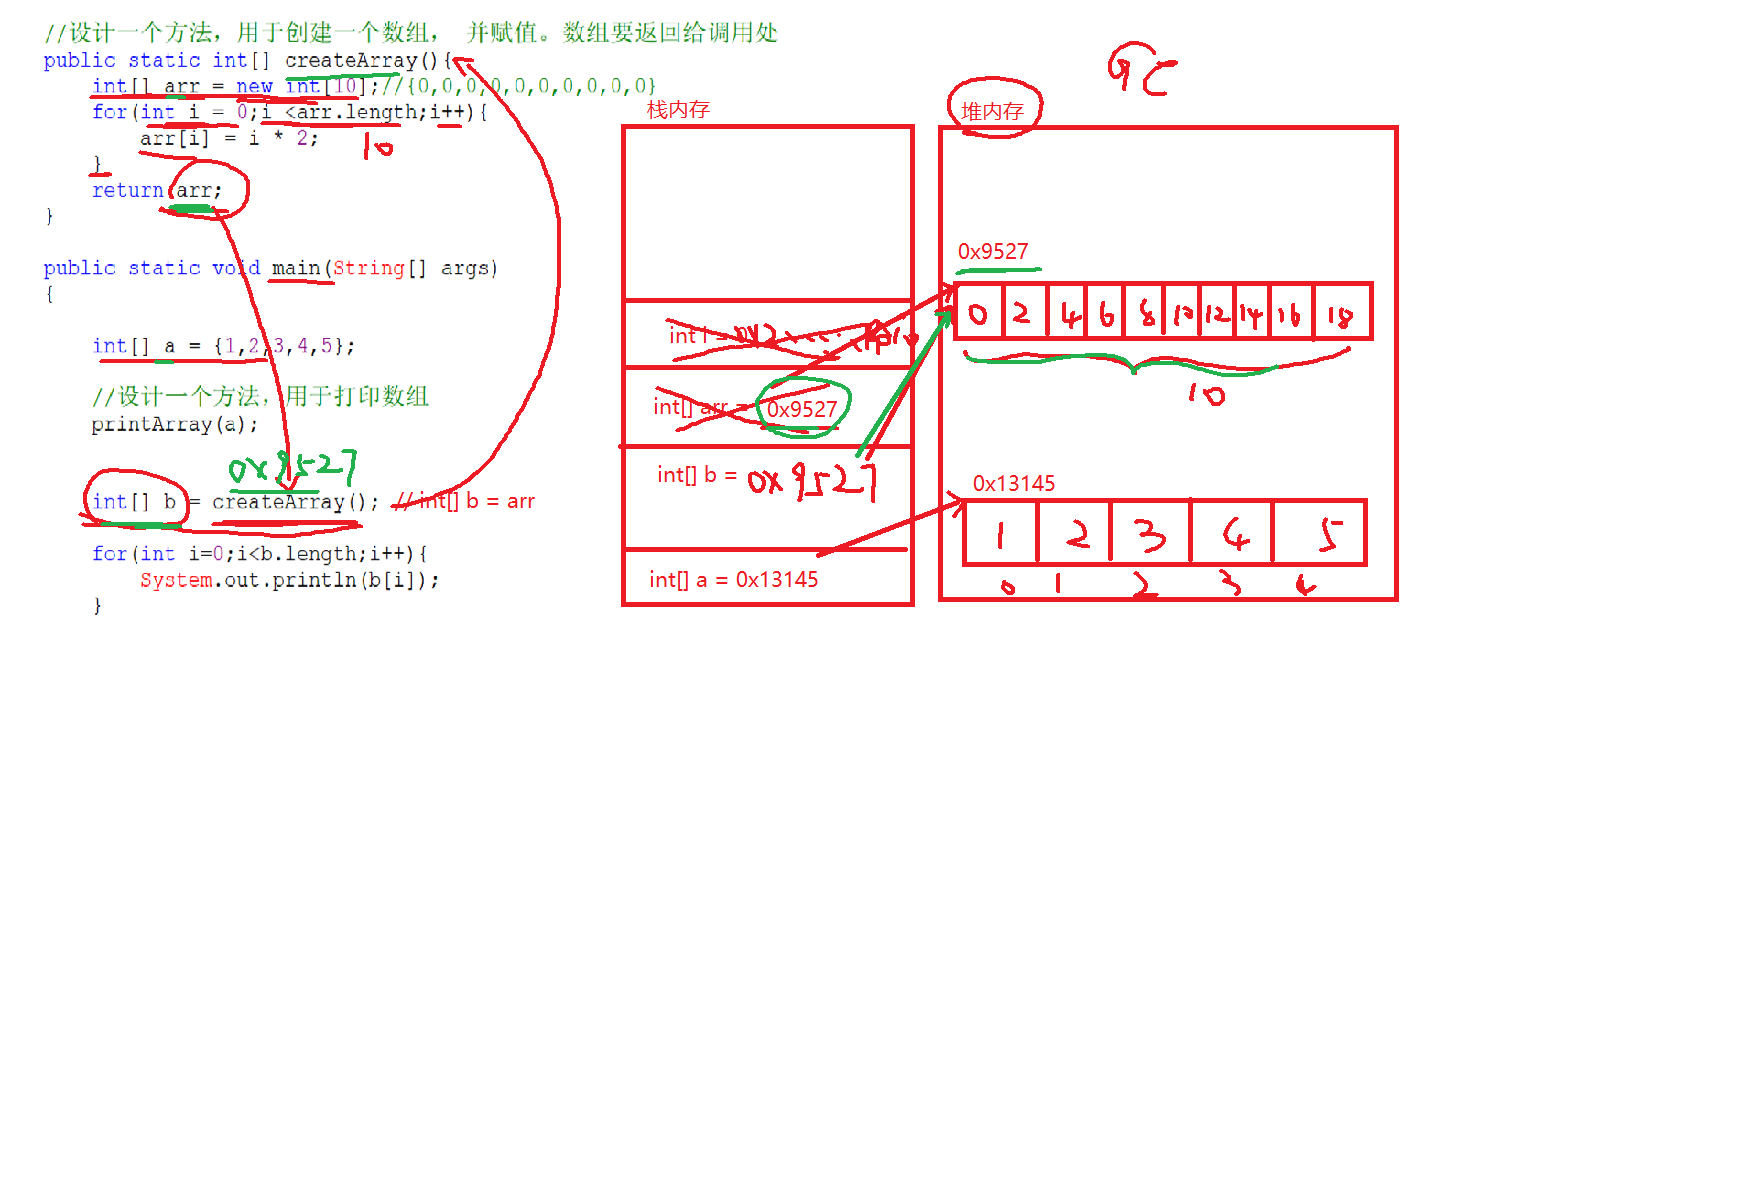 //设计一个方法，用于创建一个数组， 并赋值。数组要返回给调用处
public static int[] createArray(){
int[] arr = new int[10];//{0,0,0,0,0,0,0,0,0,0}
for(int i = 0;i <arr.length;i++){
10
arr[i] = i * 2;
}
return arr;
}
public static void main(String[] args)
{
int[] a = {1,2,3,4,5};
//设计一个方法，用于打印数组
printArray(a);
0x9527
int[] b = createArray(); // int[] b = arr
for(int i=0;i<b.length;i++){
System.out.println(b[i]);
}
栈内存
int i =
int[] arr = 0x9527
int[] b = 0x9527
int[] a = 0x13145
GC
堆内存
0x9527
0 2 4 6 8 10 12 14 16 18
10
0x13145
1 2 3 4 5
0 1 2 3 4